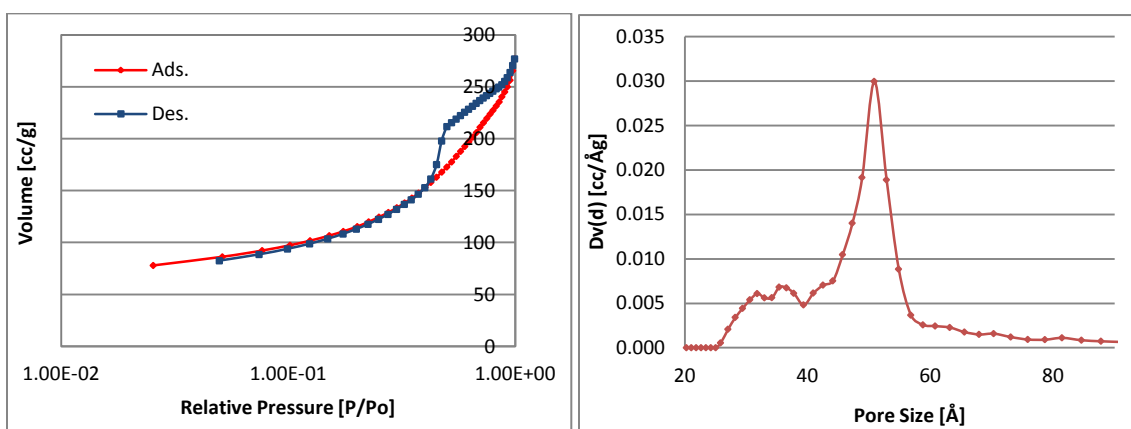 300
250
200
150
100
50
0
Ads.
Des.
Volume [cc/g]
1.00E-02 1.00E-01 1.00E+00
Relative Pressure [P/Po]
0.035
0.030
0.025
0.020
0.015
0.010
0.005
0.000
Dv(d) [cc/Åg]
20 40 60 80
Pore Size [Å]